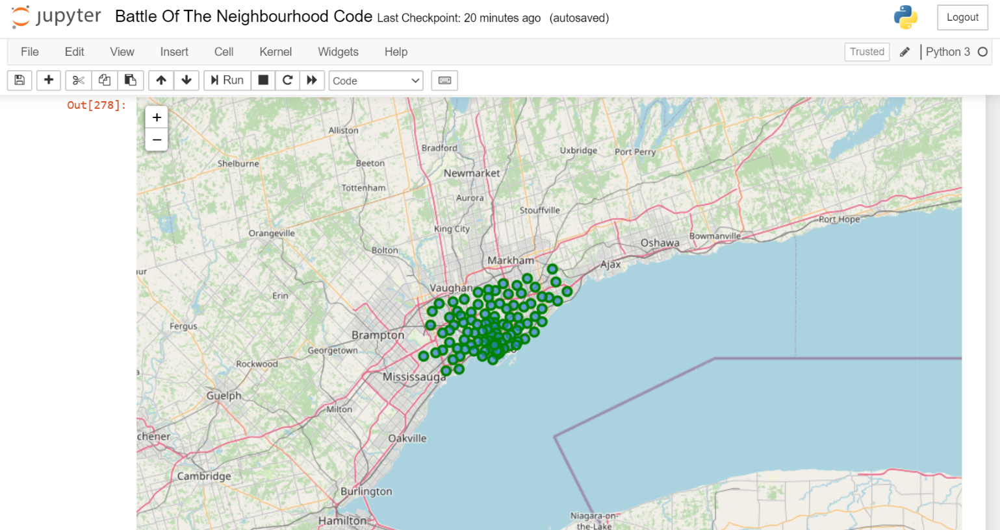 jupyter Battle Of The Neighbourhood Code Last Checkpoint: 20 minutes ago (autosaved) Logout
File Edit View Insert Cell Kernel Widgets Help Trusted Python 3
Run Code
Out[278]:
+
−
Alliston
Bradford
Uxbridge
Port Perry
Shelburne
Beeton
Newmarket
Tottenham
Aurora
Stouffville
Port Hope
King City
Orangeville
Bowmanville
Oshawa
Bolton
Markham
Ajax
ur
Vaughan
Erin
Fergus
Brampton
Georgetown
Rockwood
Mississauga
Guelph
Milton
chener
Oakville
Cambridge
Burlington
Niagara-on-
the-Lake
Hamilton